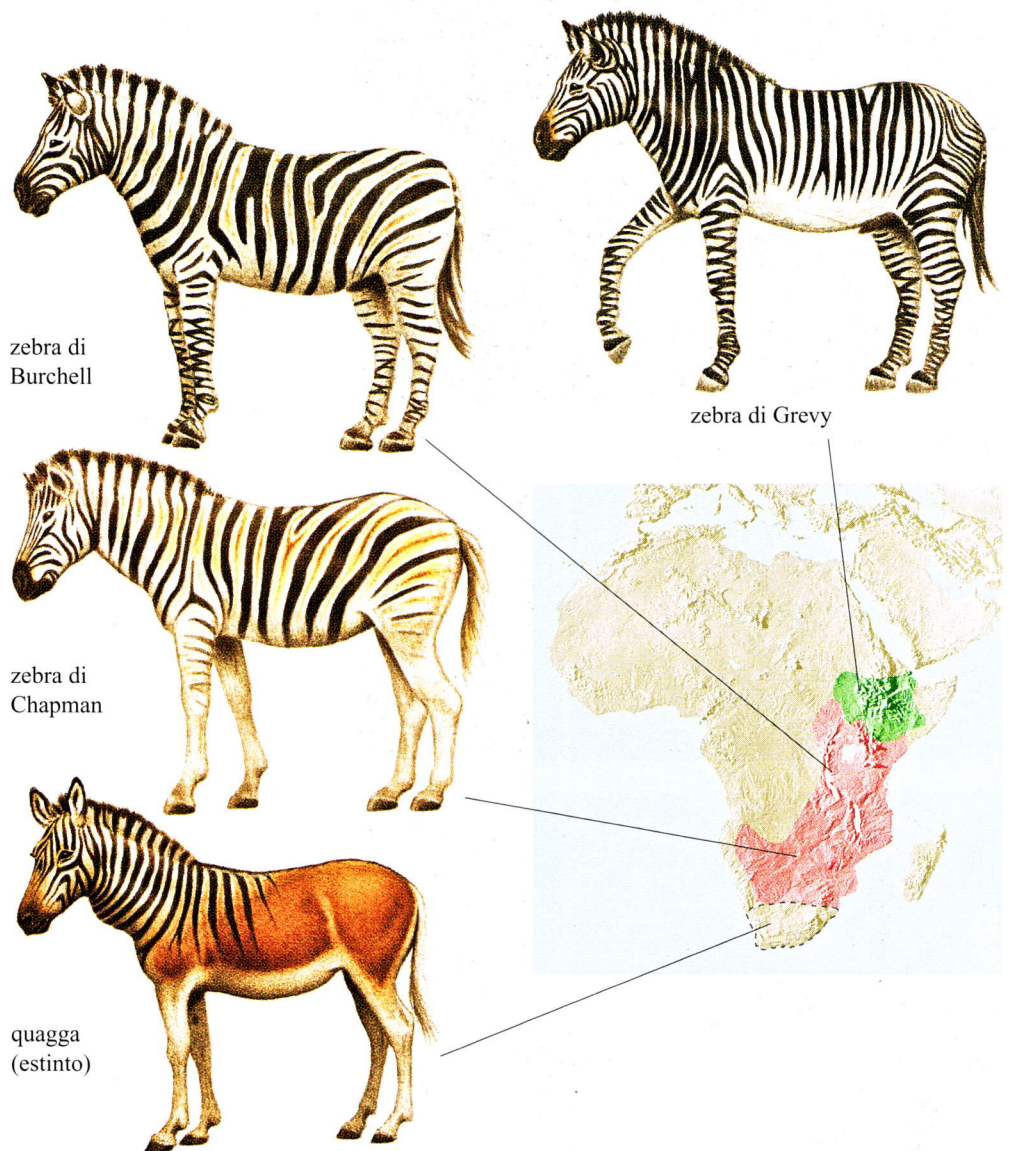 zebra di
Burchell
zebra di Grevy
zebra di
Chapman
quagga
(estinto)